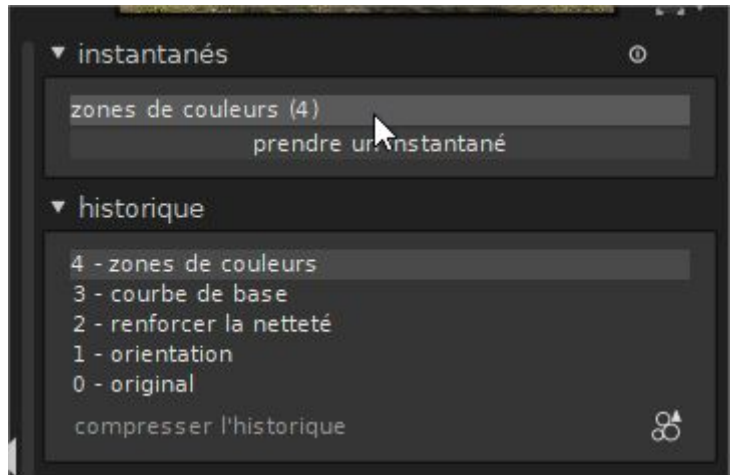 instantanés
zones de couleurs (4)
prendre un instantané
historique
4 - zones de couleurs
3 - courbe de base
2 - renforcer la netteté
1 - orientation
0 - original
compresser l'historique